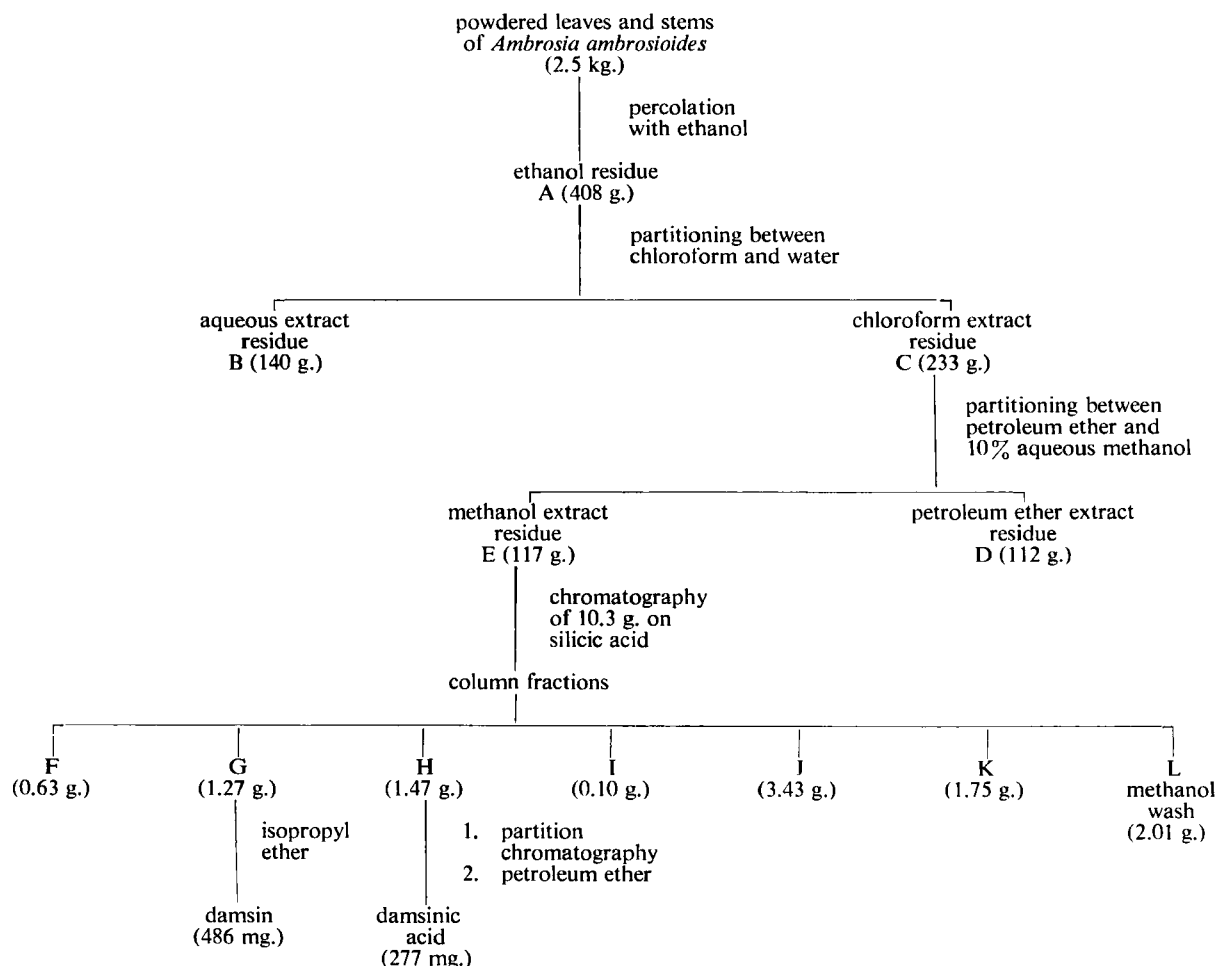 powdered leaves and stems
of Ambrosia ambrosioides
(2.5 kg.)
percolation
with ethanol
ethanol residue
A (408 g.)
partitioning between
chloroform and water
aqueous extract
residue
B (140 g.)
chloroform extract
residue
C (233 g.)
partitioning between
petroleum ether and
10% aqueous methanol
methanol extract
residue
E (117 g.)
petroleum ether extract
residue
D (112 g.)
chromatography
of 10.3 g. on
silicic acid
column fractions
F
(0.63 g.)
G
(1.27 g.)
H
(1.47 g.)
I
(0.10 g.)
J
(3.43 g.)
K
(1.75 g.)
L
methanol
wash
(2.01 g.)
isopropyl
ether
1. partition
chromatography
2. petroleum ether
damsin
(486 mg.)
damsinic
acid
(277 mg.)